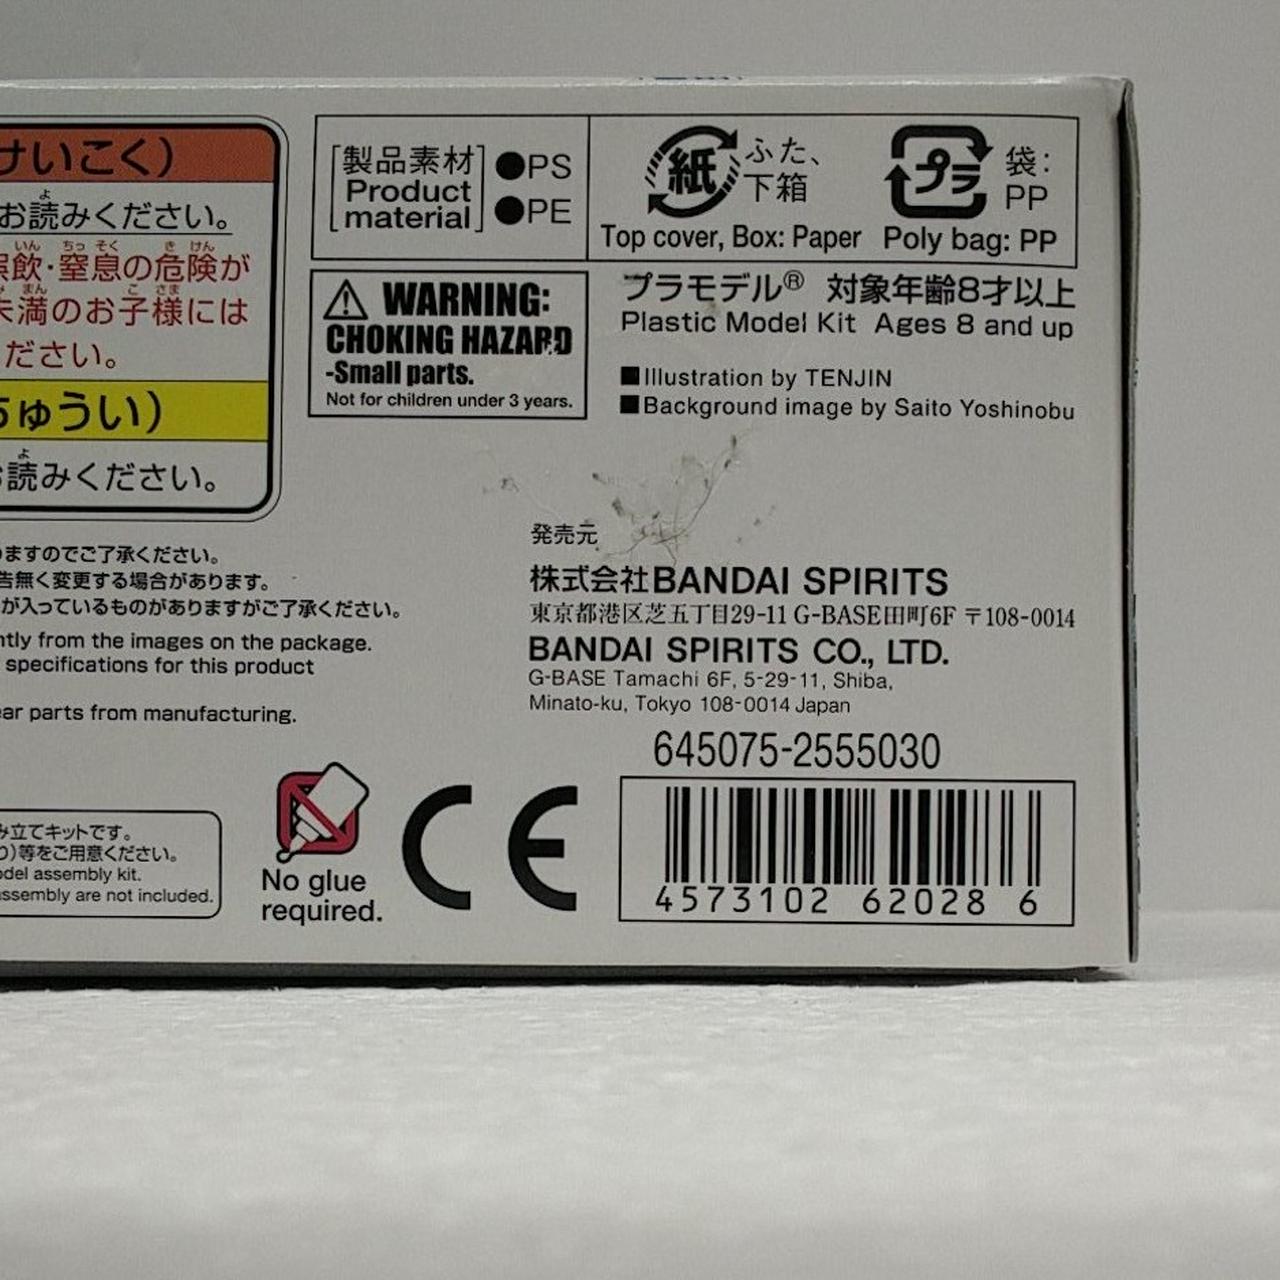 けいこく)
お読みください。
誤飲・窒息の危険が
未満のお子様には
ださい。
ちゅうい)
お読みください。
りますのでご了承ください。
告無く変更する場合があります。
が入っているものがありますがご了承ください。
ntly from the images on the package.
specifications for this product
ear parts from manufacturing.
み立てキットです。
)等をご用意ください。
odel assembly kit.
assembly are not included.
製品素材
Product
material
●PS
●PE
紙
ふた、
下箱
Top cover, Box: Paper
プラ
袋:
PP
Poly bag: PP
WARNING:
CHOKING HAZARD
-Small parts.
Not for children under 3 years.
プラモデル® 対象年齢8才以上
Plastic Model Kit Ages 8 and up
■Illustration by TENJIN
■Background image by Saito Yoshinobu
発売元
株式会社BANDAI SPIRITS
東京都港区芝五丁目29-11 G-BASE田町6F 〒108-0014
BANDAI SPIRITS CO., LTD.
G-BASE Tamachi 6F, 5-29-11, Shiba,
Minato-ku, Tokyo 108-0014 Japan
645075-2555030
No glue
required.
CE
4573102 62028 6